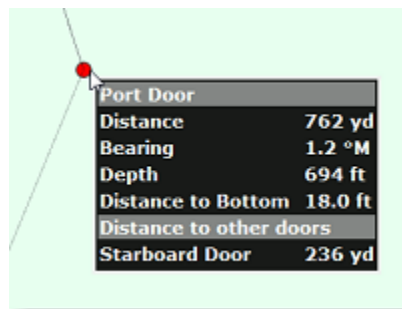 Port Door
Distance 762 yd
Bearing 1.2 °M
Depth 694 ft
Distance to Bottom 18.0 ft
Distance to other doors
Starboard Door 236 yd